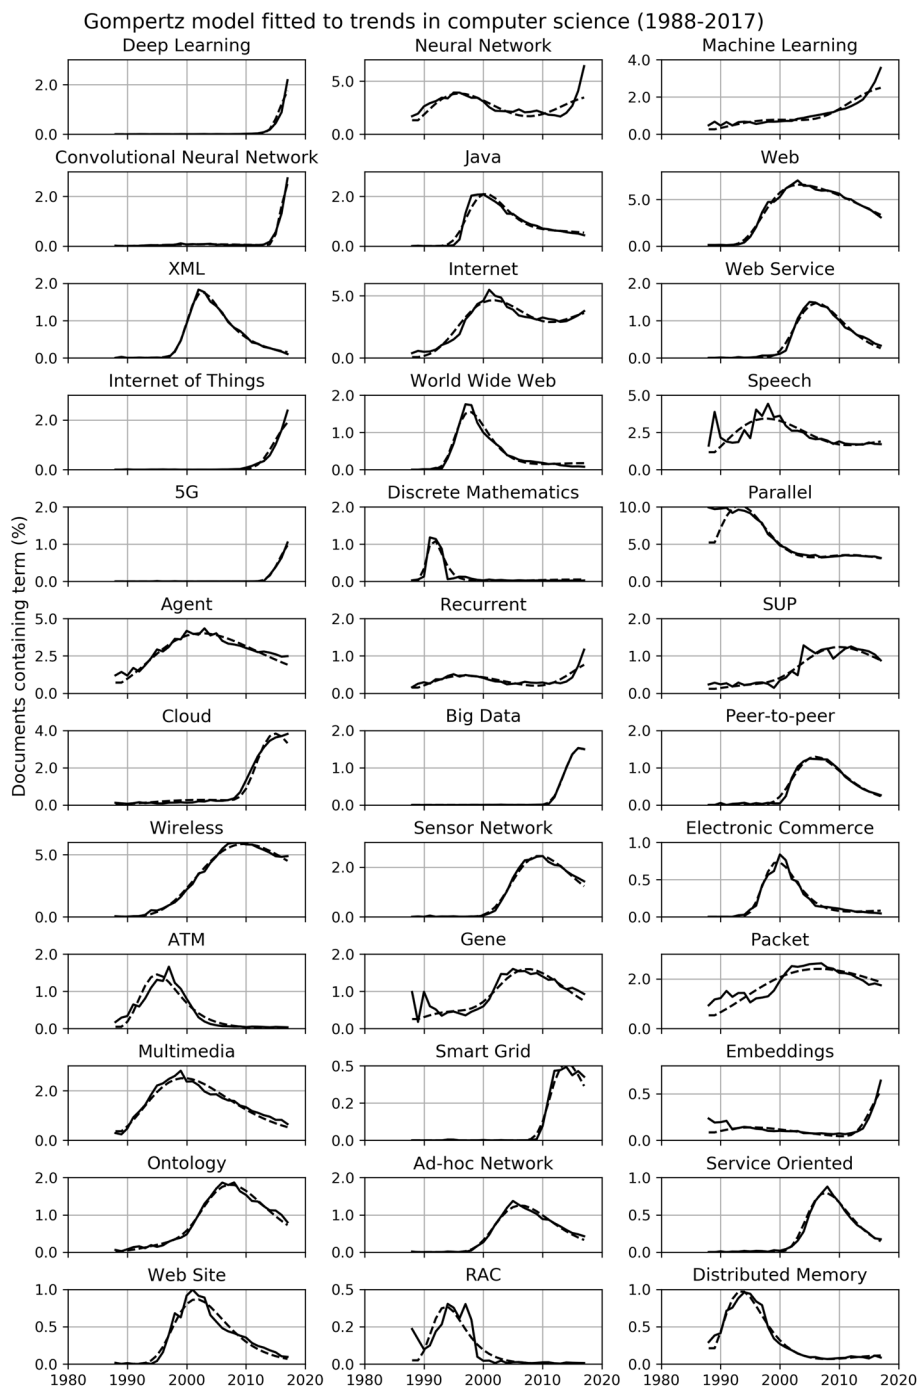 Gompertz model fitted to trends in computer science (1988-2017)
Deep Learning
Neural Network
Machine Learning
2.0
0.0
5.0
0.0
4.0
2.0
0.0
Convolutional Neural Network
Java
Web
2.0
0.0
2.0
0.0
5.0
0.0
XML
Internet
Web Service
2.0
1.0
0.0
5.0
0.0
2.0
1.0
0.0
Internet of Things
World Wide Web
Speech
2.0
0.0
2.0
1.0
0.0
5.0
2.5
0.0
5G
Discrete Mathematics
Parallel
2.0
1.0
0.0
2.0
1.0
0.0
10.0
5.0
0.0
Documents containing term (%)
Agent
Recurrent
SUP
5.0
2.5
0.0
2.0
1.0
0.0
2.0
1.0
0.0
Cloud
Big Data
Peer-to-peer
4.0
2.0
0.0
2.0
1.0
0.0
2.0
1.0
0.0
Wireless
Sensor Network
Electronic Commerce
5.0
0.0
2.0
0.0
1.0
0.5
0.0
ATM
Gene
Packet
2.0
1.0
0.0
2.0
1.0
0.0
2.0
0.0
Multimedia
Smart Grid
Embeddings
2.0
0.0
0.5
0.2
0.0
0.5
0.0
Ontology
Ad-hoc Network
Service Oriented
2.0
1.0
0.0
2.0
1.0
0.0
1.0
0.5
0.0
Web Site
RAC
Distributed Memory
1.0
0.5
0.0
0.5
0.2
0.0
1.0
0.5
0.0
1980 1990 2000 2010 2020
1980 1990 2000 2010 2020
1980 1990 2000 2010 2020